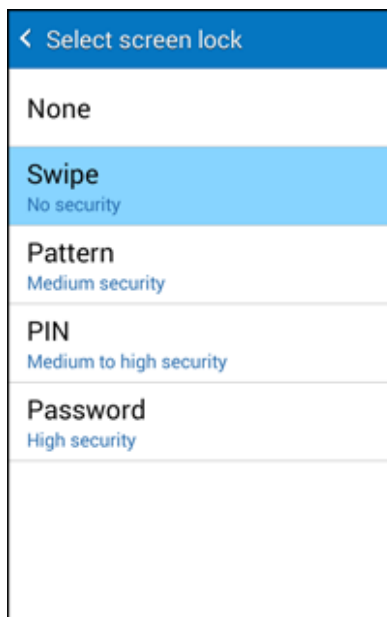 Select screen lock
None
Swipe
No security
Pattern
Medium security
PIN
Medium to high security
Password
High security